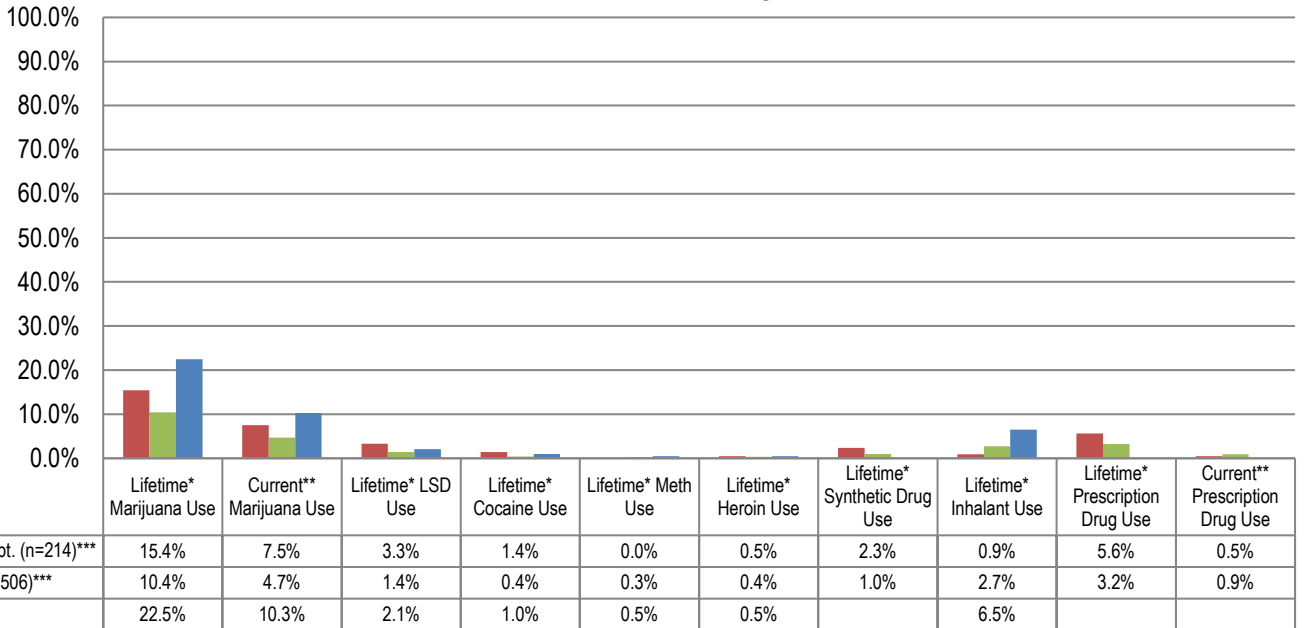 100.0%
90.0%
80.0%
70.0%
60.0%
50.0%
40.0%
30.0%
20.0%
10.0%
0.0%
Lifetime* Marijuana Use
Current** Marijuana Use
Lifetime* LSD Use
Lifetime* Cocaine Use
Lifetime* Meth Use
Lifetime* Heroin Use
Lifetime* Synthetic Drug Use
Lifetime* Inhalant Use
Lifetime* Prescription Drug Use
Current** Prescription Drug Use
(n=214)*** 15.4% 7.5% 3.3% 1.4% 0.0% 0.5% 2.3% 0.9% 5.6% 0.5%
506)*** 10.4% 4.7% 1.4% 0.4% 0.3% 0.4% 1.0% 2.7% 3.2% 0.9%
22.5% 10.3% 2.1% 1.0% 0.5% 0.5% 6.5%